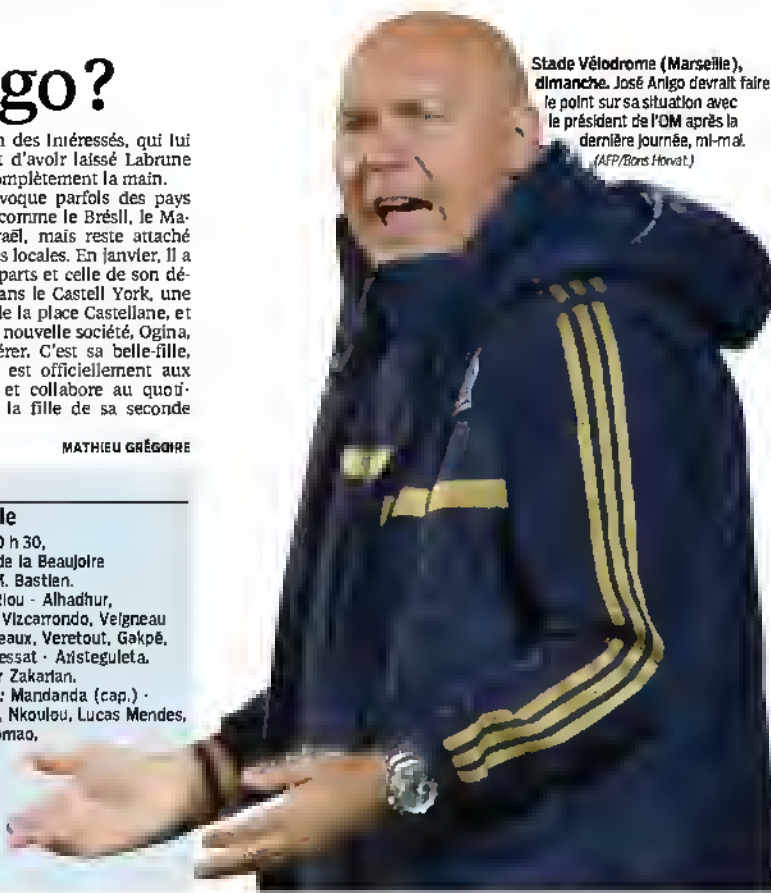 go?
n des Intéressés, qui lui
t d'avoir laissé Labrune
omplètement la main.
voque parfois des pays
comme le Brésil, le Ma-
raël, mais reste attaché
s locales. En janvier, il a
parts et celle de son dé-
ans le Castell York, une
de la place Castellane, et
nouvelle société, Ogina,
érer. C'est sa belle-fille,
est officiellement aux
et collabore au quoti-
la fille de sa seconde
MATHIEU GRÉGOIRE
le
0 h 30,
de la Beaujoire
M. Bastien.
Riou - Alhadhur,
Vizcarrondo, Veigneau
eaux, Veretout, Gakpé,
essat - Aristeguieta.
r Zakarian.
: Mandanda (cap.) -
, Nkoulou, Lucas Mendes,
omao,
Stade Vélodrome (Marseille),
dimanche. José Anigo devrait faire
le point sur sa situation avec
le président de l'OM après la
dernière journée, mi-mai.
(AFP/Boris Horvat.)